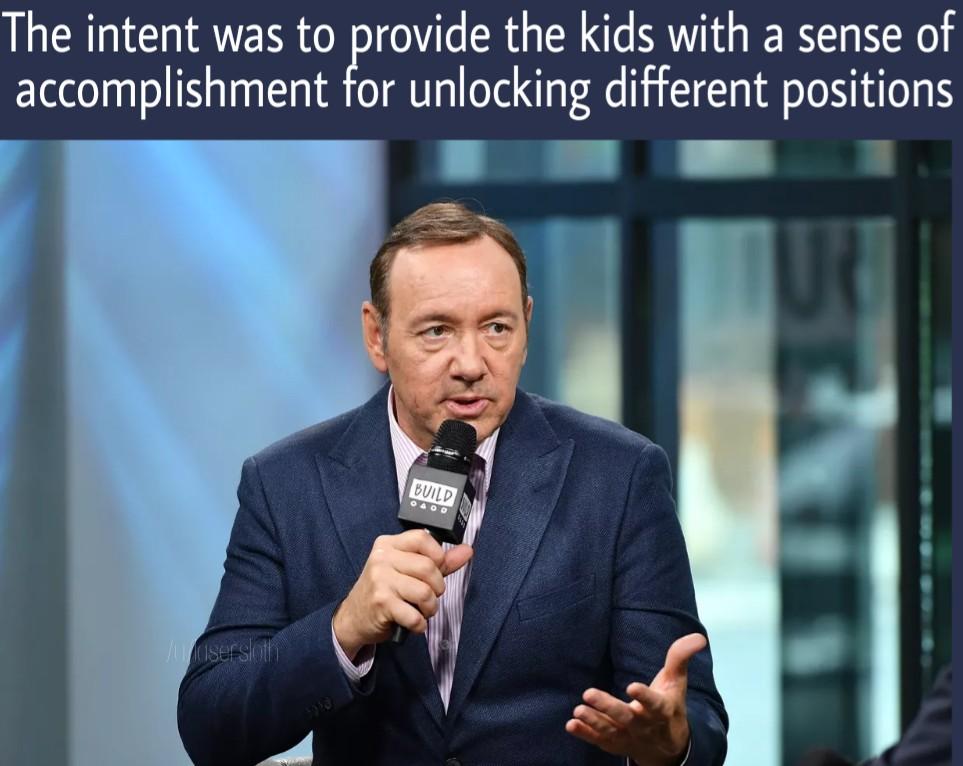 The intent was to provide the kids with a sense of
accomplishment for unlocking different positions
BUILD